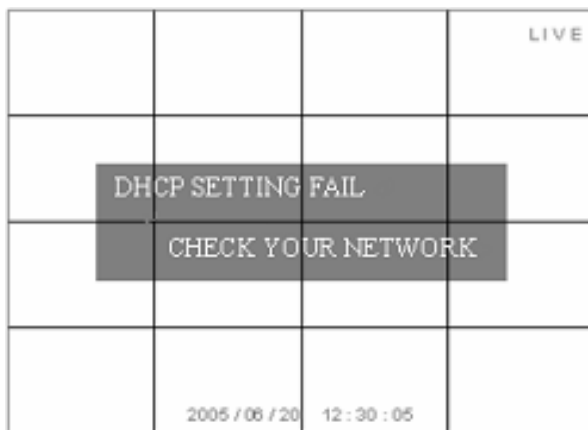 LIVE
DHCP SETTING FAIL
CHECK YOUR NETWORK
2005 / 06 / 20 12 : 30 : 05